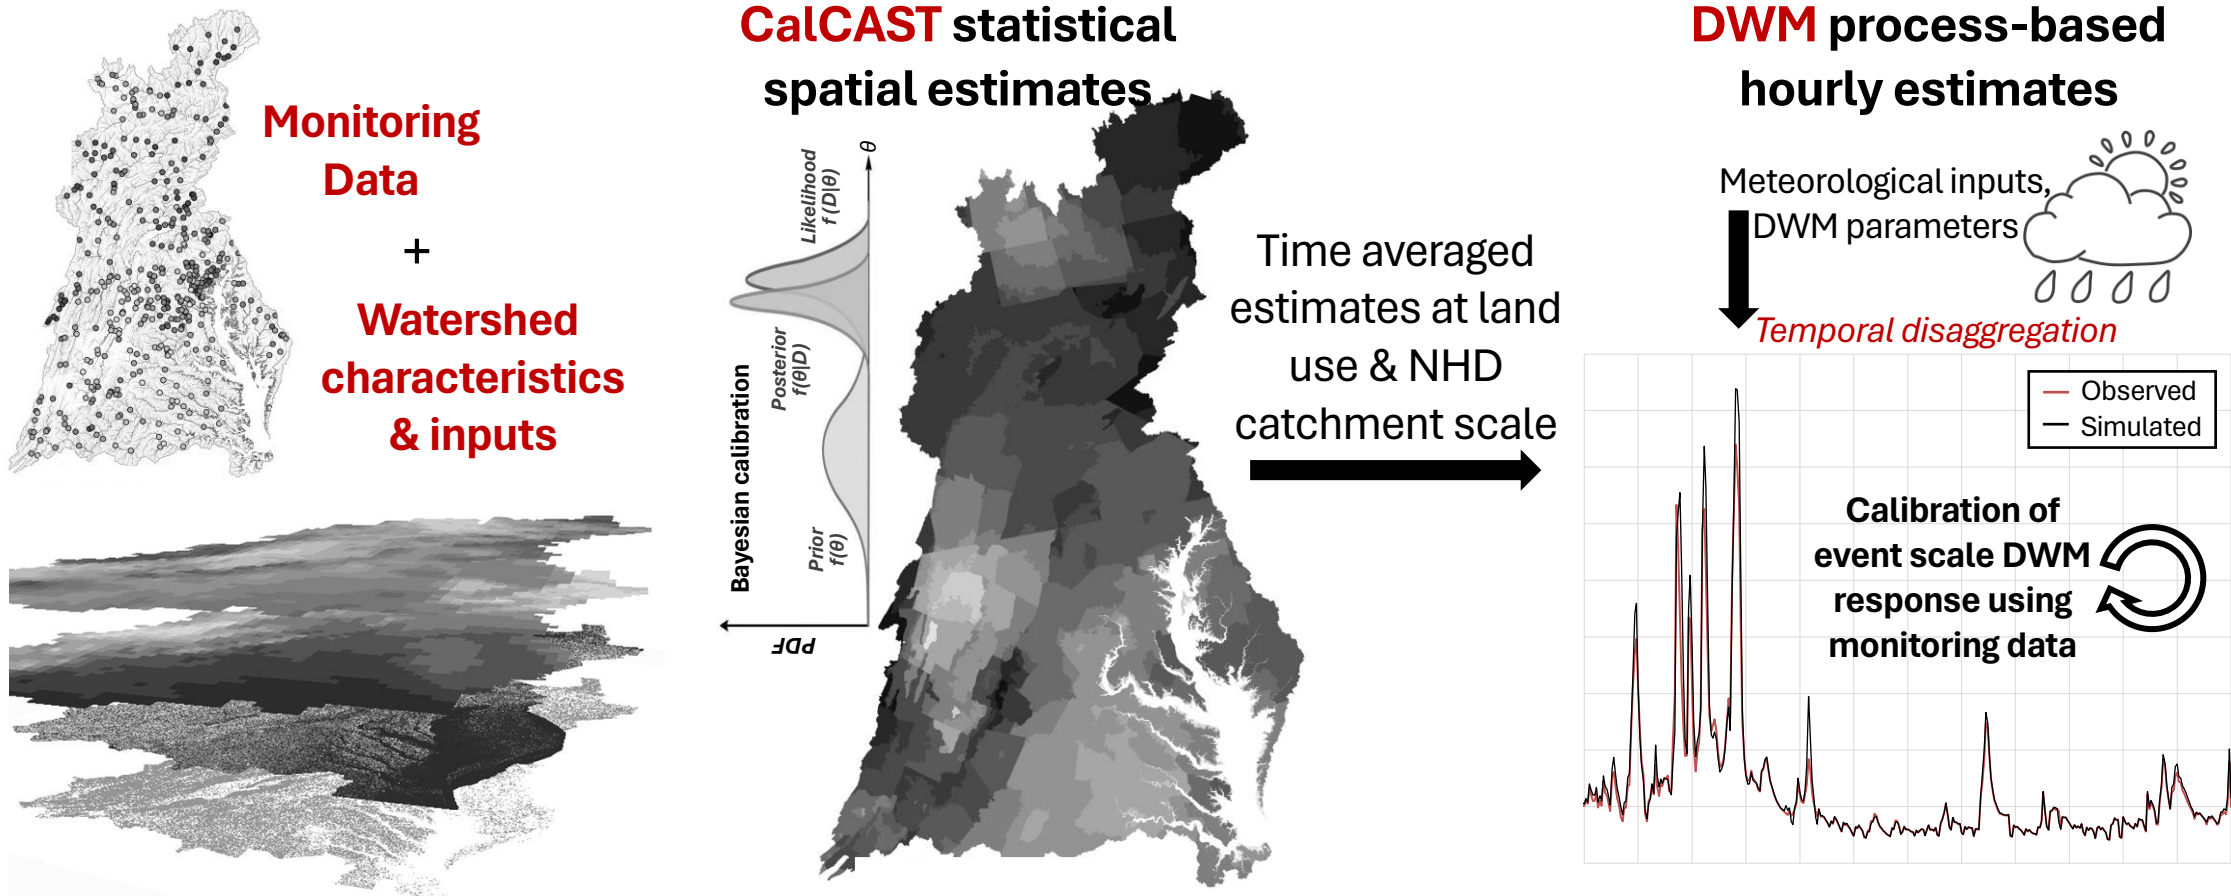 Monitoring
Data
+
Watershed
characteristics
& inputs
CalCAST statistical
spatial estimates
θ
Likelihood
f (D|θ)
Posterior
f(θ|D)
Prior
f(θ)
Bayesian calibration
PDF
Time averaged
estimates at land
use & NHD
catchment scale
DWM process-based
hourly estimates
Meteorological inputs,
DWM parameters
Temporal disaggregation
Observed
Simulated
Calibration of
event scale DWM
response using
monitoring data